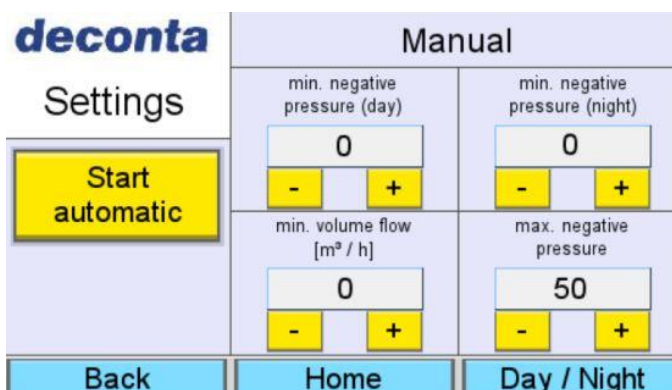 deconta
Manual
Settings
min. negative
pressure (day)
0
- +
min. negative
pressure (night)
0
- +
Start
automatic
min. volume flow
[m³ / h]
0
- +
max. negative
pressure
50
- +
Back
Home
Day / Night